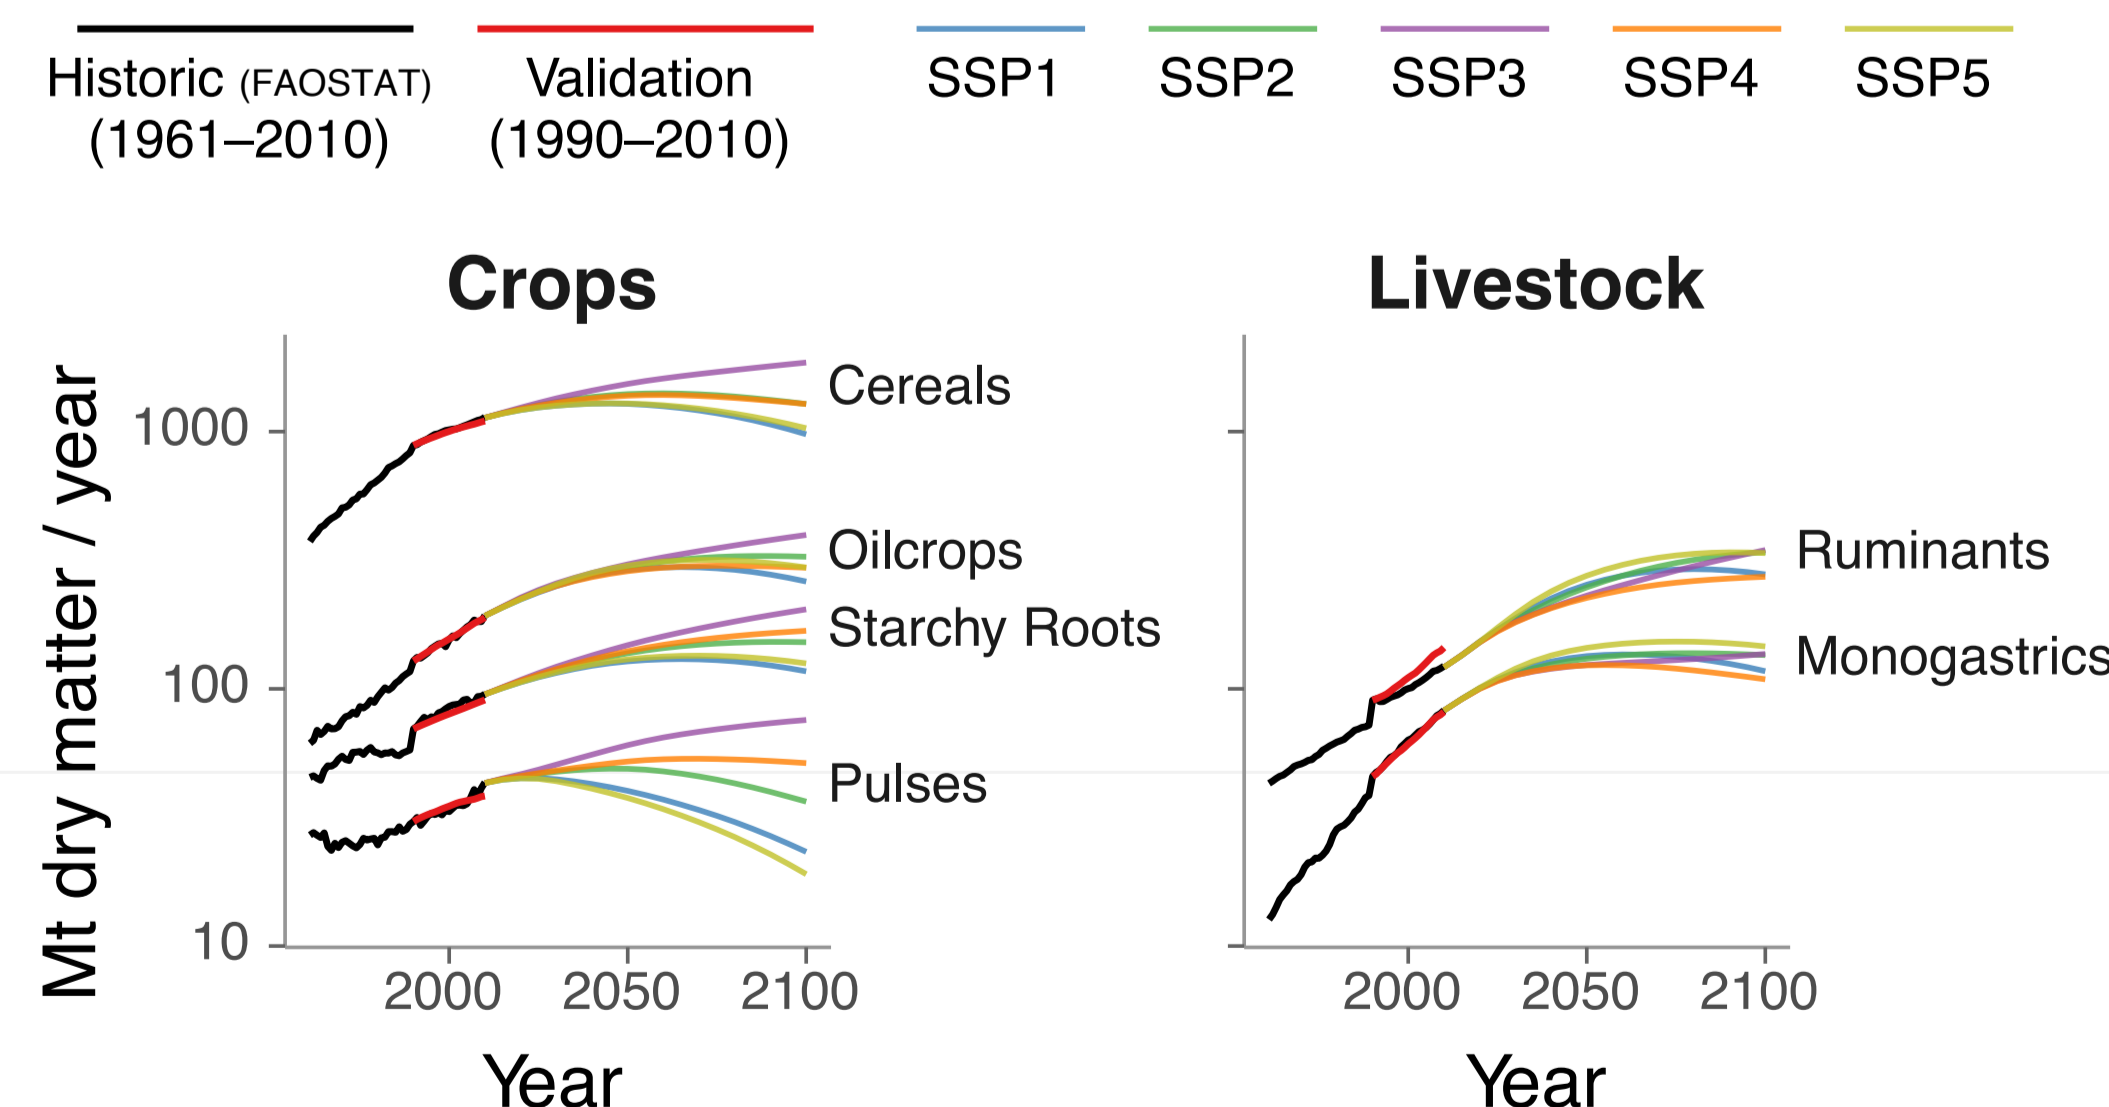 Historic (FAOSTAT)
(1961–2010)
Validation
(1990–2010)
SSP1
SSP2
SSP3
SSP4
SSP5
Crops
Livestock
Mt dry matter / year
1000
100
10
Cereals
Oilcrops
Starchy Roots
Pulses
Ruminants
Monogastrics
2000
2050
2100
2000
2050
2100
Year
Year